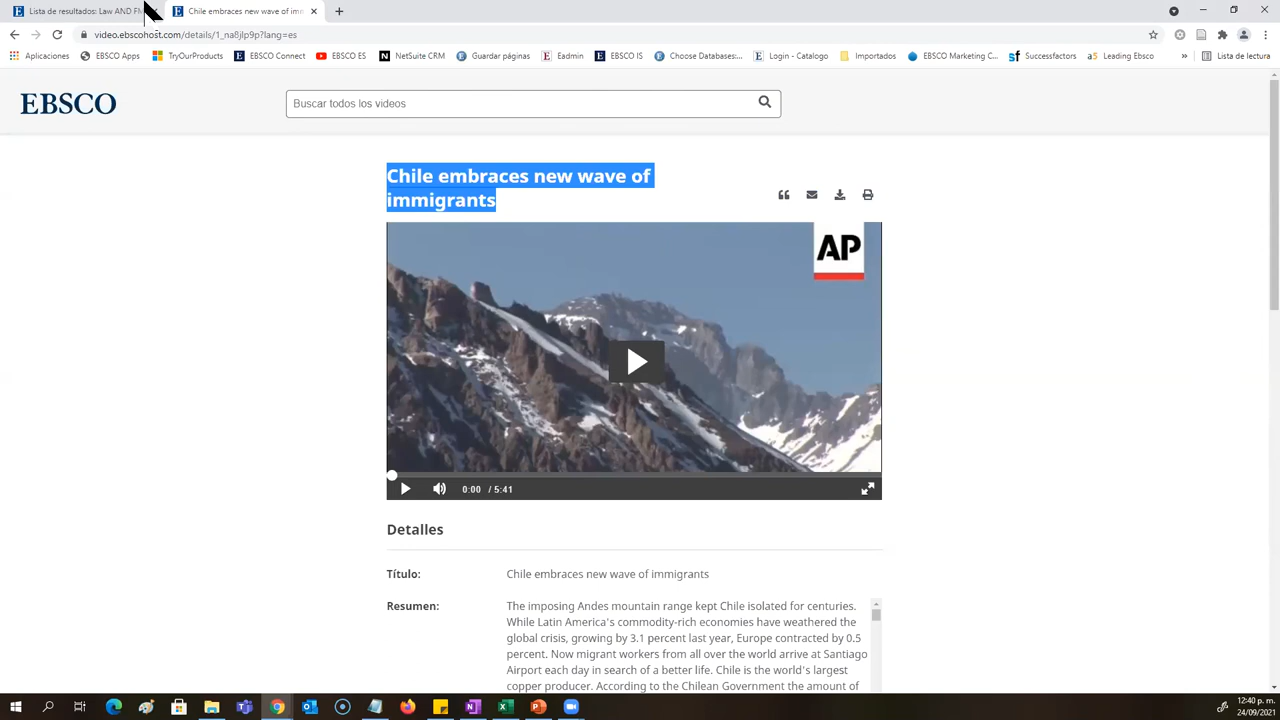 Lista de resultados: Law AND
Chile embraces new wave of imm
video.ebscohost.com/details/1_na8jlp9p?lang=es
Aplicaciones
EBSCO Apps
TryOurProducts
EBSCO Connect
EBSCO ES
NetSuite CRM
Guardar páginas
Eadmin
EBSCO IS
Choose Databases:...
Login - Catalogo
Importados
EBSCO Marketing C...
Successfactors
Leading Ebsco
»
Lista de lectura
EBSCO
Buscar todos los videos
Chile embraces new wave of
immigrants
AP
0:00 / 5:41
Detalles
Título:
Chile embraces new wave of immigrants
Resumen:
The imposing Andes mountain range kept Chile isolated for centuries.
While Latin America's commodity-rich economies have weathered the
global crisis, growing by 3.1 percent last year, Europe contracted by 0.5
percent. Now migrant workers from all over the world arrive at Santiago
Airport each day in search of a better life. Chile is the world's largest
copper producer. According to the Chilean Government the amount of
12:40 p. m.
24/09/2021